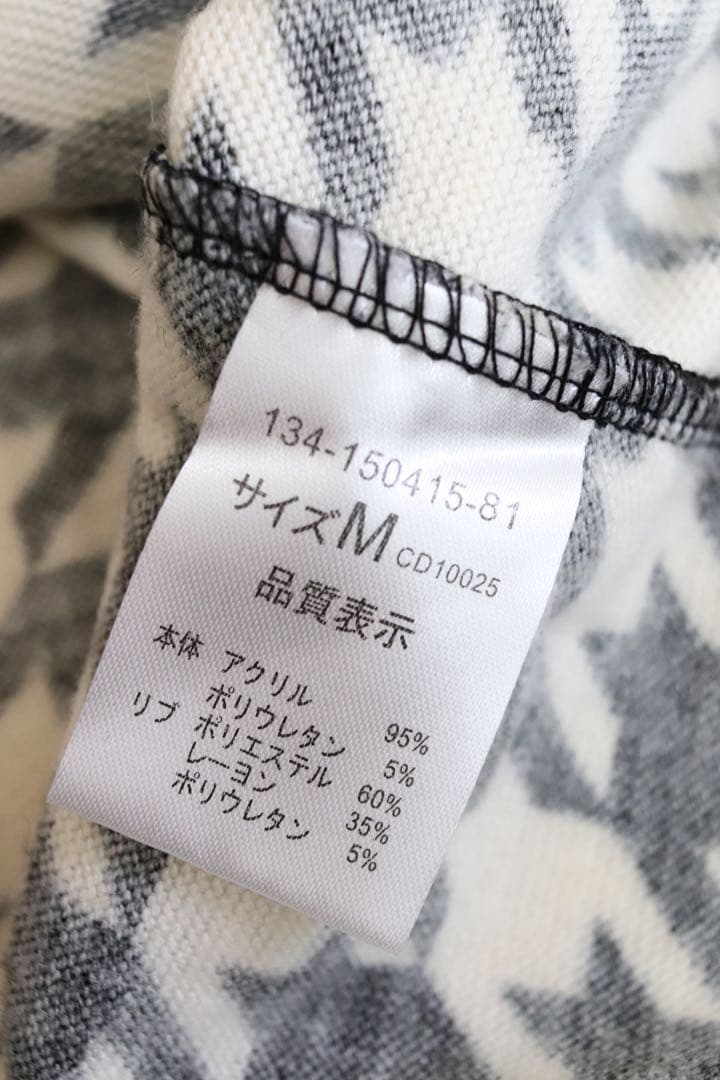 134-150415-81
サイズM CD10025
品質表示
本体 アクリル 95%
ポリウレタン 5%
リブ ポリエステル 60%
レーヨン 35%
ポリウレタン 5%